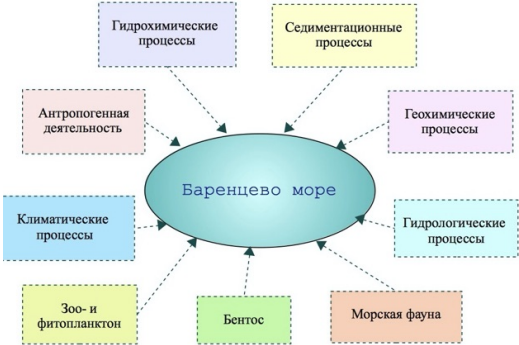 Гидрохимические
процессы
Седиментационные
процессы
Антропогенная
деятельность
Геохимические
процессы
Баренцево море
Климатические
процессы
Гидрологические
процессы
Зоо- и
фитопланктон
Бентос
Морская фауна